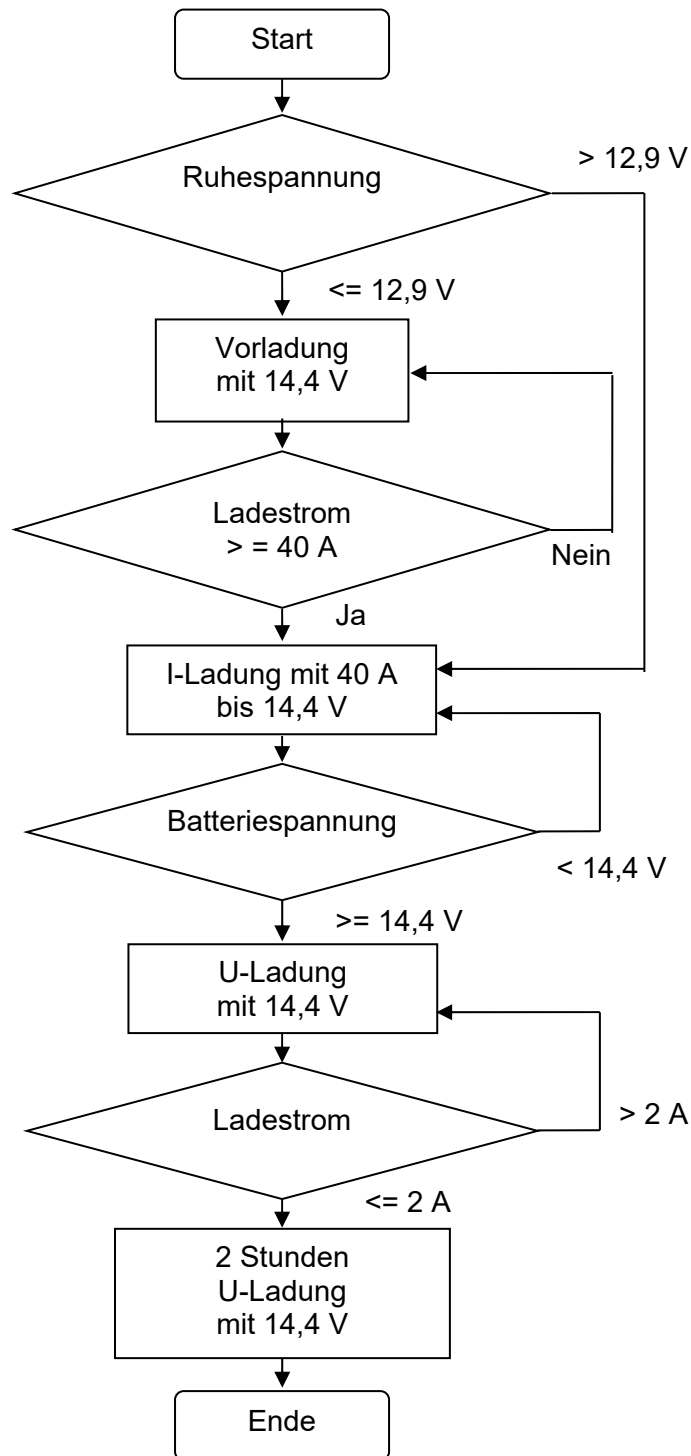 Start
Ruhespannung
> 12,9 V
<= 12,9 V
Vorladung
mit 14,4 V
Ladestrom
> = 40 A
Nein
Ja
I-Ladung mit 40 A
bis 14,4 V
Batteriespannung
< 14,4 V
>= 14,4 V
U-Ladung
mit 14,4 V
Ladestrom
> 2 A
<= 2 A
2 Stunden
U-Ladung
mit 14,4 V
Ende